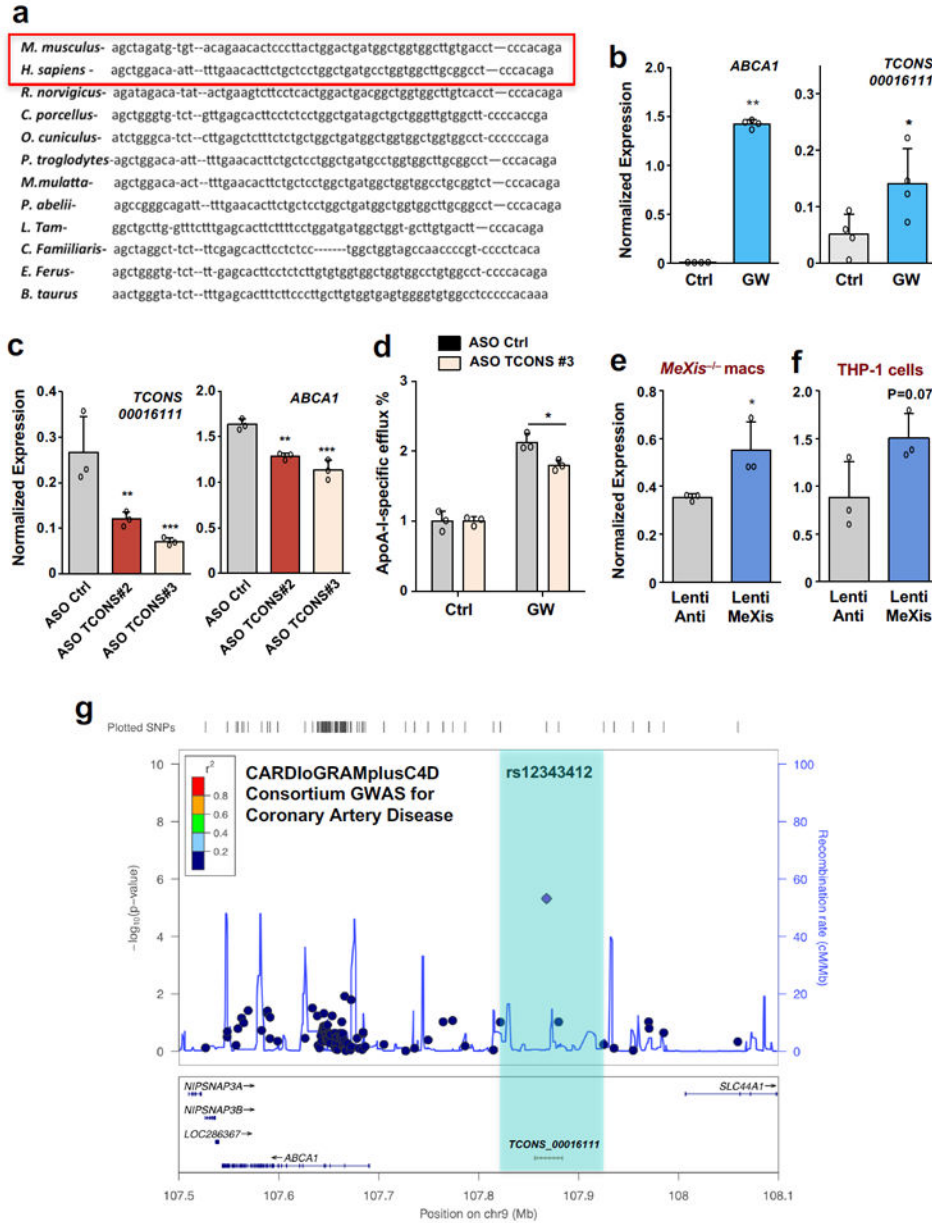 a
M. musculus- agctagatg-tgt--acagaacactcccttactggactgatggctggtggcttgtgacct—cccacaga
H. sapiens - agctggaca-att--tttgaacacttctgctcctggctgatgcctggtggcttgcggcct—cccacaga
R. norvigicus- agatagaca-tat--actgaagtcttcctcactggactgacggctggtggcttgtcacct—cccacaga
C. porcellus- agctgggtg-tct--gttgagcacttcctctcctggctgatagctgctgggttgtggctt-ccccaccga
O. cuniculus- atctgggca-tct--cttgagctctttctctgctggctgatggctggtggctggtggcct-ccccccaga
P. troglodytes- agctggaca-att--tttgaacacttctgctcctggctgatgcctggtggcttgcggcct—cccacaga
M.mulatta- agctggaca-act--tttgaacacttctgctcctggctgatggctggtggcctgcggtct—cccacaga
P. abelii- agccgggcagatt--tttgaacacttctgctcctggctgatggctggtggcttgcggcct—cccacaga
L. Tam- ggctgcttg-gtttctttgagcacttcttttcctggatgatggctggt-gcttgtgactt—cccacaga
C. Famiiliaris- agctaggct-tct--ttgagcacttcctctcc-------tggctggtagccaaccccgt-cccctcaca
E. Ferus- agctgggtg-tct--tt-gagcacttcctctcttgtgtggtggctggtggcctgtggcct-cccacaga
B. taurus aactgggta-tct--tttgagcactttcttcccttgcttgtggtgagtggggtgtggcctcccccacaaa
b
ABCA1
**
Normalized Expression
2.0
1.5
1.0
0.5
0
Ctrl
GW
TCONS
00016111
*
0.3
0.2
0.1
0
Ctrl
GW
c
TCONS
00016111
Normalized Expression
0.4
0.3
0.2
0.1
0
**
***
ASO Ctrl
ASO TCONS#2
ASO TCONS#3
ABCA1
2.0
1.5
1.0
0.5
0.0
**
***
ASO Ctrl
ASO TCONS#2
ASO TCONS#3
d
ASO Ctrl
ASO TCONS #3
ApoA-I-specific efflux %
3
2
1
0
*
Ctrl
GW
e
MeXis–/– macs
Normalized Expression
0.8
0.6
0.4
0.2
0
*
Lenti
Anti
Lenti
MeXis
f
THP-1 cells
P=0.07
2.0
1.5
1.0
0.5
0
Lenti
Anti
Lenti
MeXis
g
Plotted SNPs
r2
0.8
0.6
0.4
0.2
CARDIoGRAMplusC4D
Consortium GWAS for
Coronary Artery Disease
rs12343412
−log10(p-value)
10
8
6
4
2
0
Recombination rate (cM/Mb)
100
80
60
40
20
0
NIPSNAP3A→
NIPSNAP3B→
LOC286367→
←ABCA1
TCONS_00016111
SLC44A1→
107.5
107.6
107.7
107.8
107.9
108
108.1
Position on chr9 (Mb)